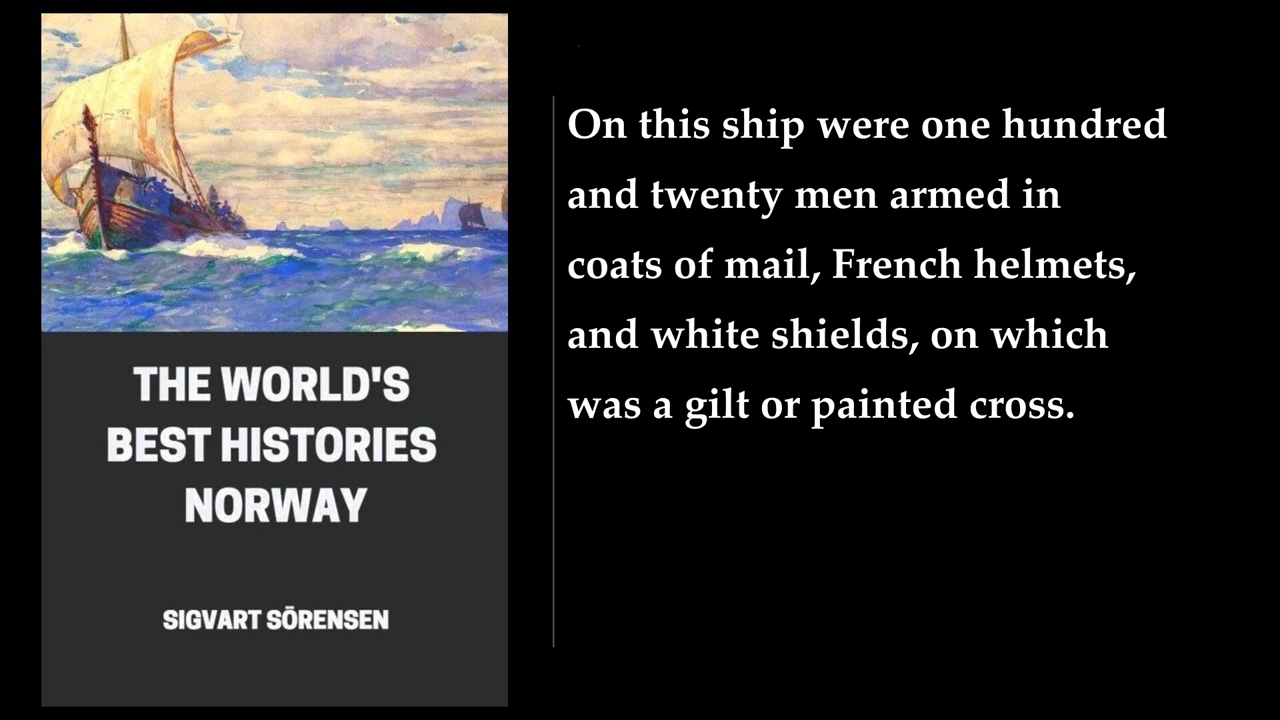 THE WORLD'S
BEST HISTORIES
NORWAY
SIGVART SÖRENSEN
On this ship were one hundred
and twenty men armed in
coats of mail, French helmets,
and white shields, on which
was a gilt or painted cross.